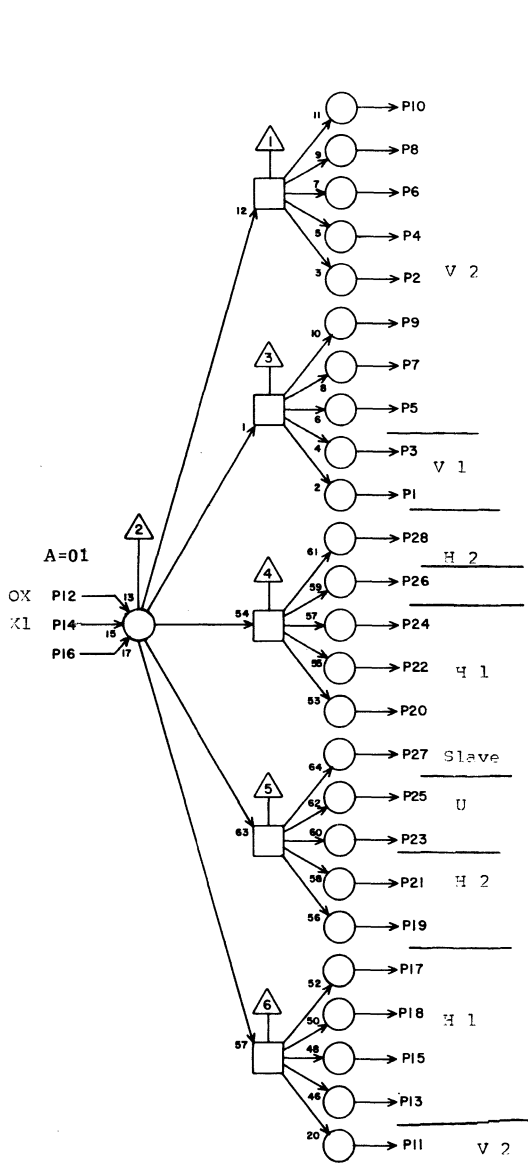 11 P10
1
9 P8
7 P6
12
5 P4
3 P2 V 2
10 P9
3
8 P7
6 P5
1
4 P3
V 1
2 P1
61 P28
2
H 2
A=01
4
59 P26
OX P12 13
54 57 P24
X1 P14 15
P16 17
55 P22 H 1
53 P20
64 P27 Slave
5
62 P25 U
63 60 P23
58 P21 H 2
56 P19
52 P17
6
50 P18 H 1
57 48 P15
46 P13
20 P11 V 2